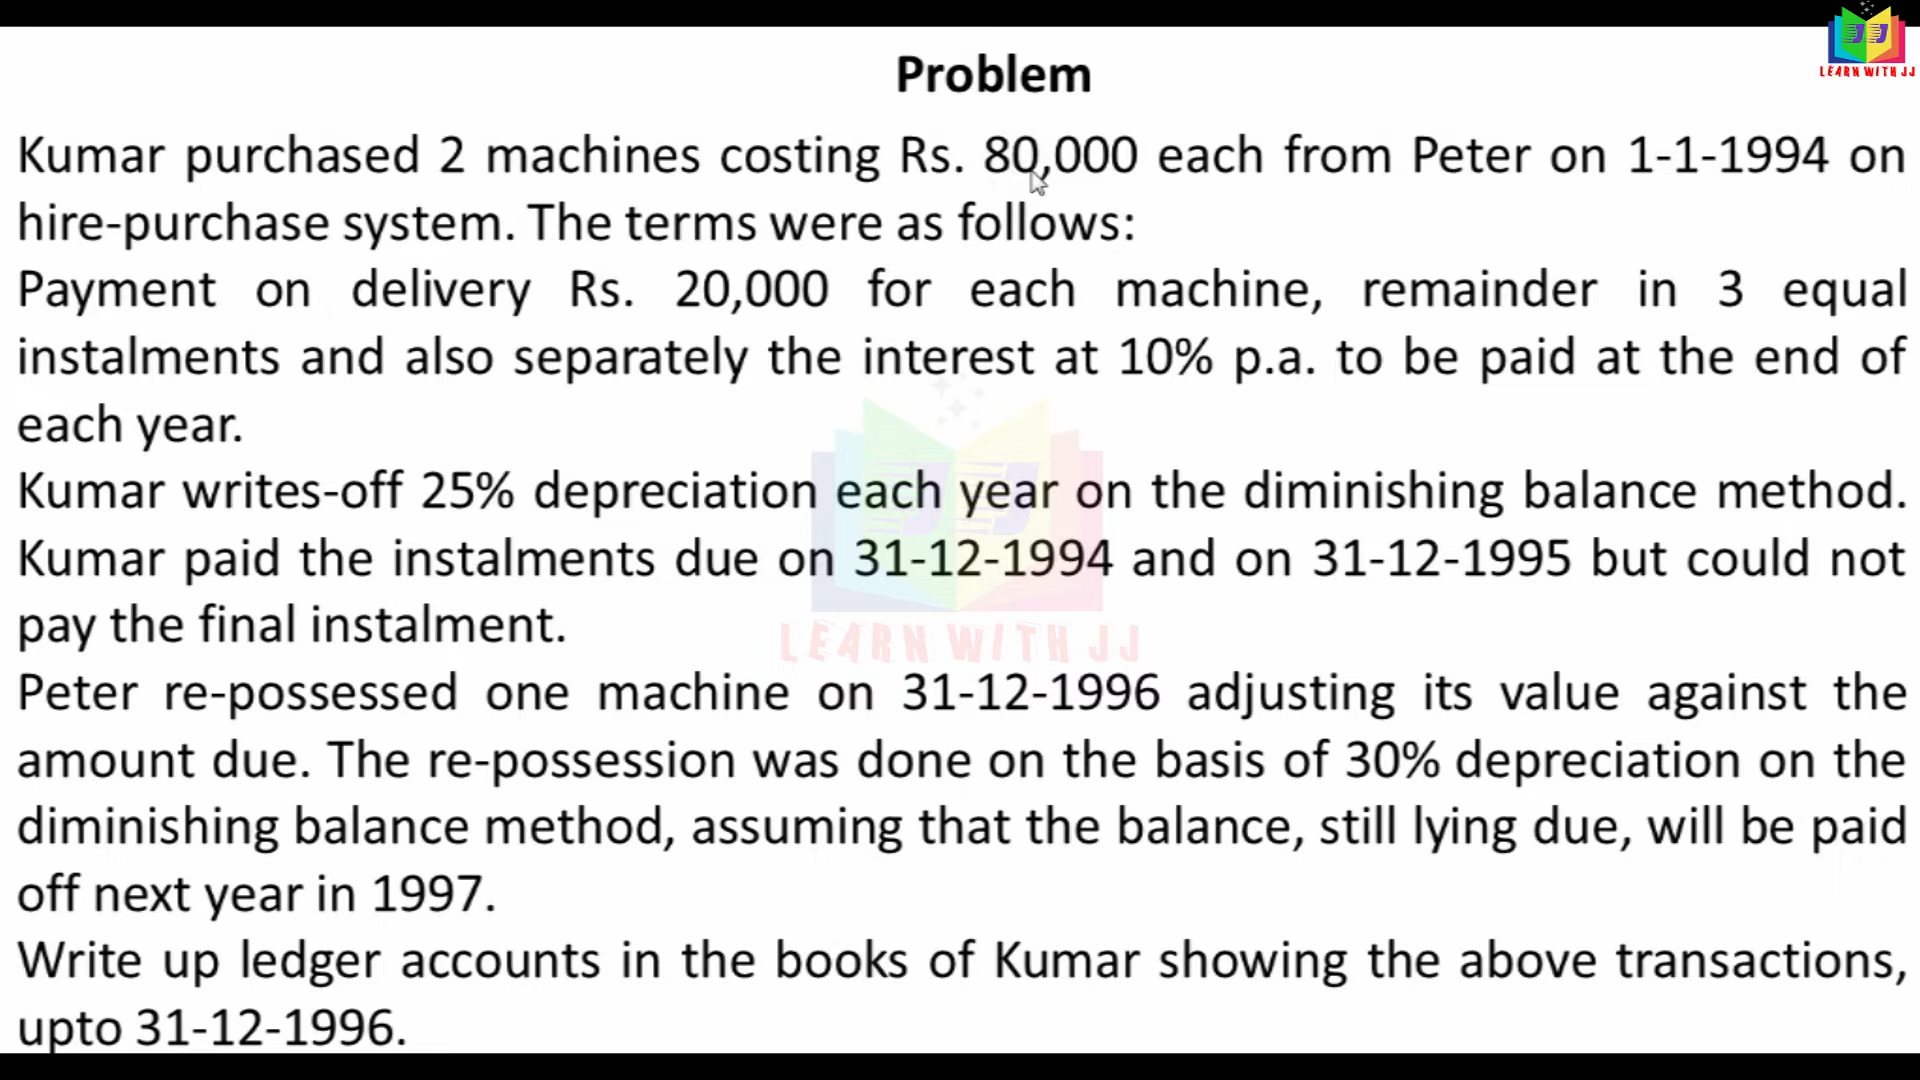 LEARN WITH JJ
Problem
Kumar purchased 2 machines costing Rs. 80,000 each from Peter on 1-1-1994 on
hire-purchase system. The terms were as follows:
Payment on delivery Rs. 20,000 for each machine, remainder in 3 equal
instalments and also separately the interest at 10% p.a. to be paid at the end of
each year.
Kumar writes-off 25% depreciation each year on the diminishing balance method.
Kumar paid the instalments due on 31-12-1994 and on 31-12-1995 but could not
pay the final instalment.
LEARN WITH JJ
Peter re-possessed one machine on 31-12-1996 adjusting its value against the
amount due. The re-possession was done on the basis of 30% depreciation on the
diminishing balance method, assuming that the balance, still lying due, will be paid
off next year in 1997.
Write up ledger accounts in the books of Kumar showing the above transactions,
upto 31-12-1996.